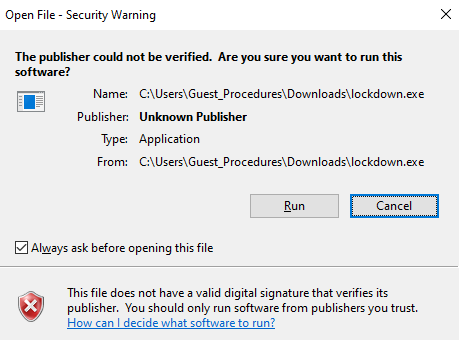 Open File - Security Warning
The publisher could not be verified. Are you sure you want to run this
software?
Name: C:\Users\Guest_Procedures\Downloads\lockdown.exe
Publisher: Unknown Publisher
Type: Application
From: C:\Users\Guest_Procedures\Downloads\lockdown.exe
Run Cancel
Always ask before opening this file
This file does not have a valid digital signature that verifies its
publisher. You should only run software from publishers you trust.
How can I decide what software to run?